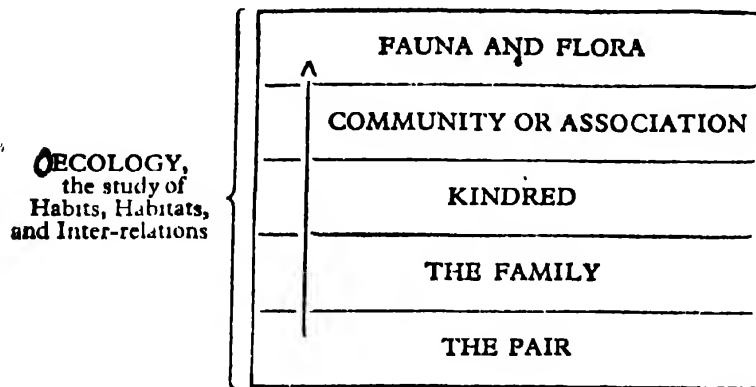 FAUNA AND FLORA
COMMUNITY OR ASSOCIATION
OECOLOGY,
the study of
Habits, Habitats,
and Inter-relations
KINDRED
THE FAMILY
THE PAIR